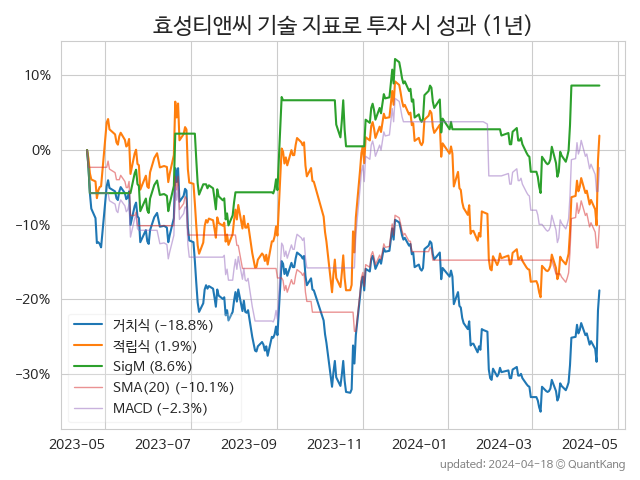 효성티앤씨 기술 지표로 투자 시 성과 (1년)
10%
0%
−10%
−20%
−30%
거치식 (−18.8%)
적립식 (1.9%)
SigM (8.6%)
SMA(20) (−10.1%)
MACD (−2.3%)
2023-05 2023-07 2023-09 2023-11 2024-01 2024-03 2024-05
updated: 2024-04-18 © QuantKang